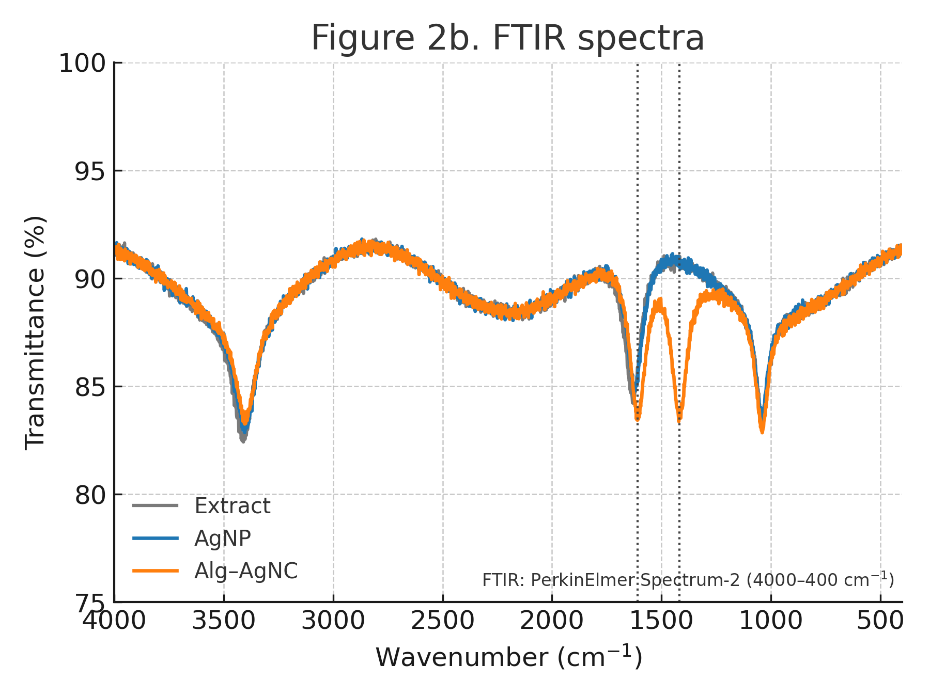 Figure 2b. FTIR spectra
100
95
90
85
80
75
Transmittance (%)
Extract
AgNP
Alg–AgNC
FTIR: PerkinElmer Spectrum-2 (4000–400 cm⁻¹)
4000 3500 3000 2500 2000 1500 1000 500
Wavenumber (cm⁻¹)